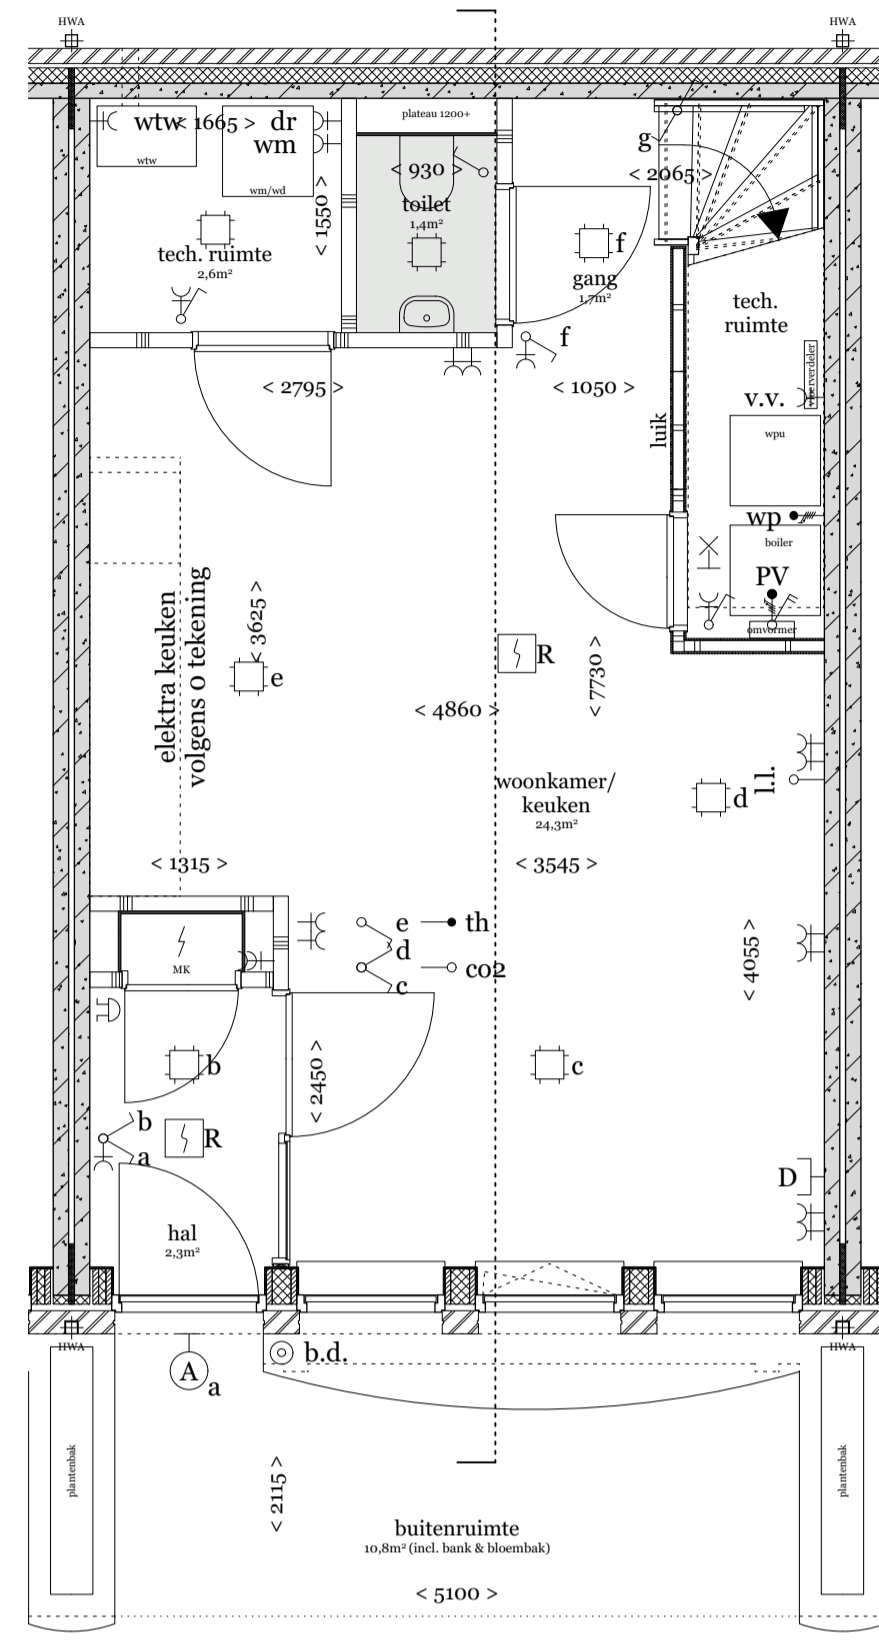 HWA
HWA
plateau 1200+
wtw
< 1665 >
dr
wm
wtw
wm/wd
< 1550 >
< 930 >
toilet
1,4m²
g
< 2065 >
tech. ruimte
2,6m²
f
gang
1,7m²
tech.
ruimte
f
< 2795 >
< 1050 >
luik
vloerverdeler
v.v.
wpu
wp
boiler
PV
omvormer
elektra keuken
volgens 0 tekening
< 3625 >
e
R
< 7730 >
< 4860 >
woonkamer/
keuken
24,3m²
d
l.l.
< 1315 >
< 3545 >
MK
e
th
d
c
co2
< 4055 >
b
< 2450 >
c
b
a
R
D
hal
2,3m²
HWA
HWA
A
a
b.d.
plantenbak
plantenbak
< 2115 >
buitenruimte
10,8m² (incl. bank & bloembak)
< 5100 >